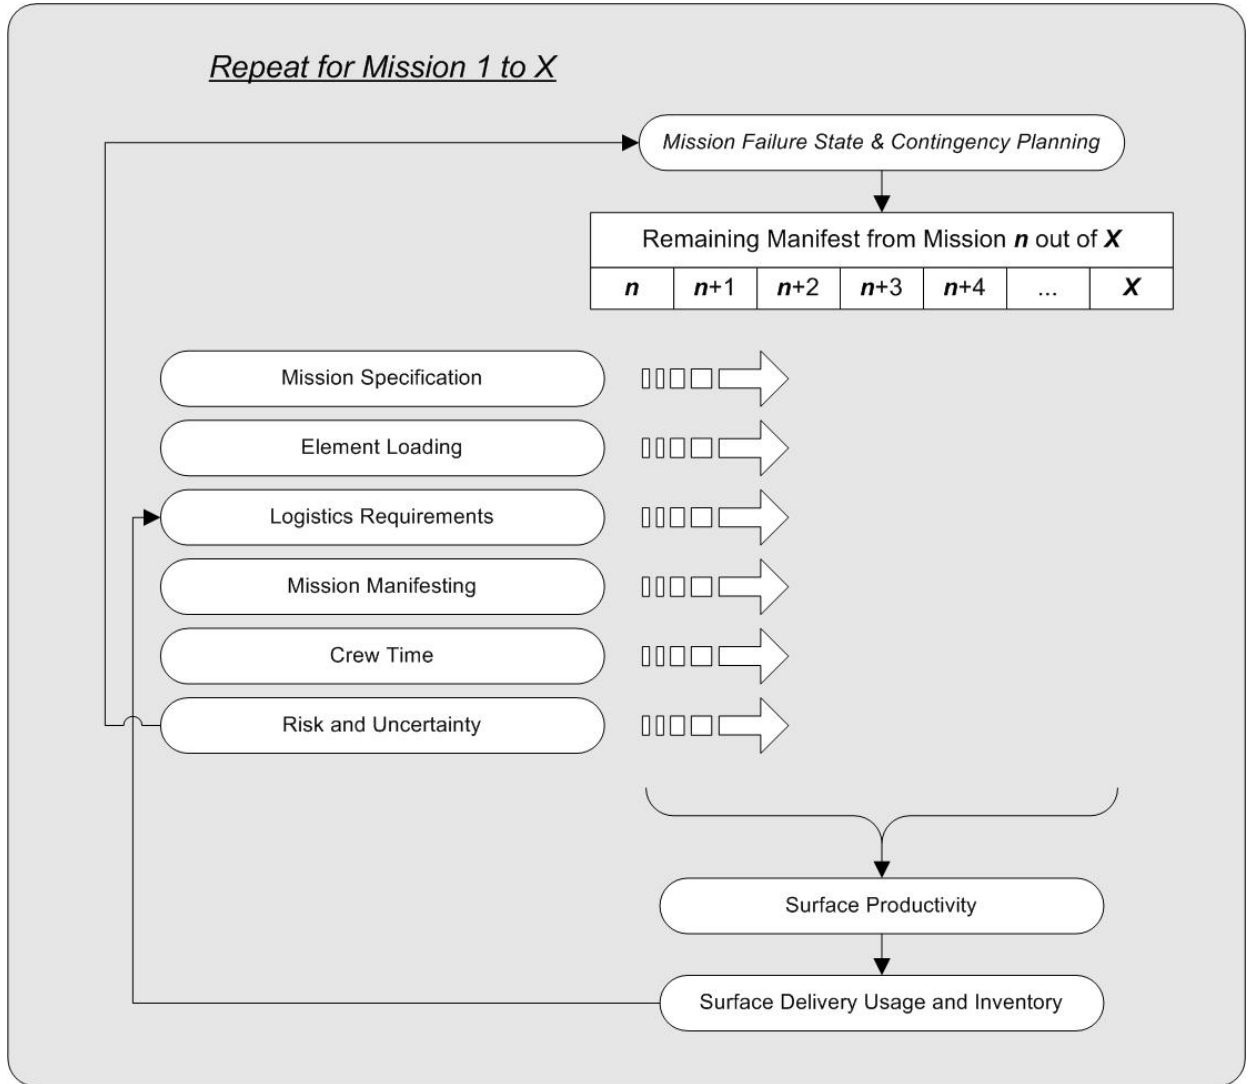 Repeat for Mission 1 to X
Mission Failure State & Contingency Planning
Remaining Manifest from Mission n out of X
n n+1 n+2 n+3 n+4 ... X
Mission Specification
Element Loading
Logistics Requirements
Mission Manifesting
Crew Time
Risk and Uncertainty
Surface Productivity
Surface Delivery Usage and Inventory